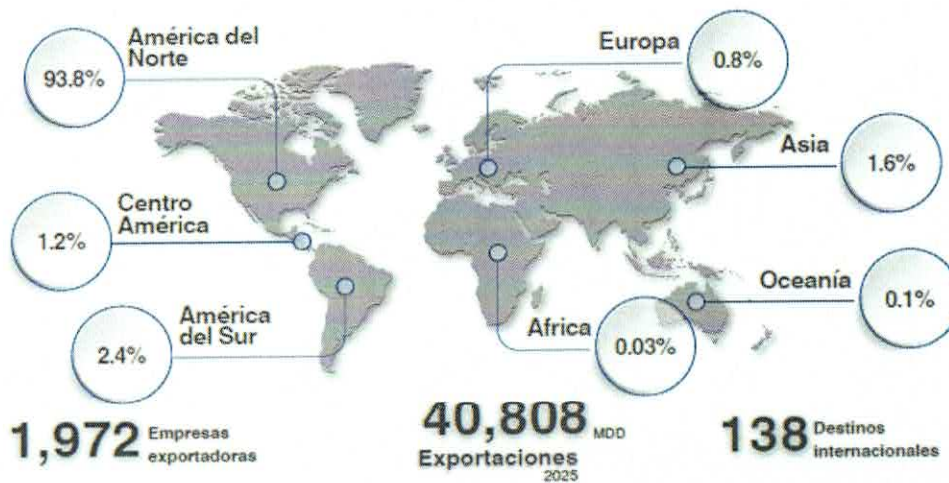 América del
Norte
93.8%
Europa
0.8%
Asia
1.6%
Centro
América
1.2%
Oceanía
0.1%
América
del Sur
2.4%
Africa
0.03%
1,972 Empresas
exportadoras
40,808 MDD
Exportaciones
2025
138 Destinos
internacionales